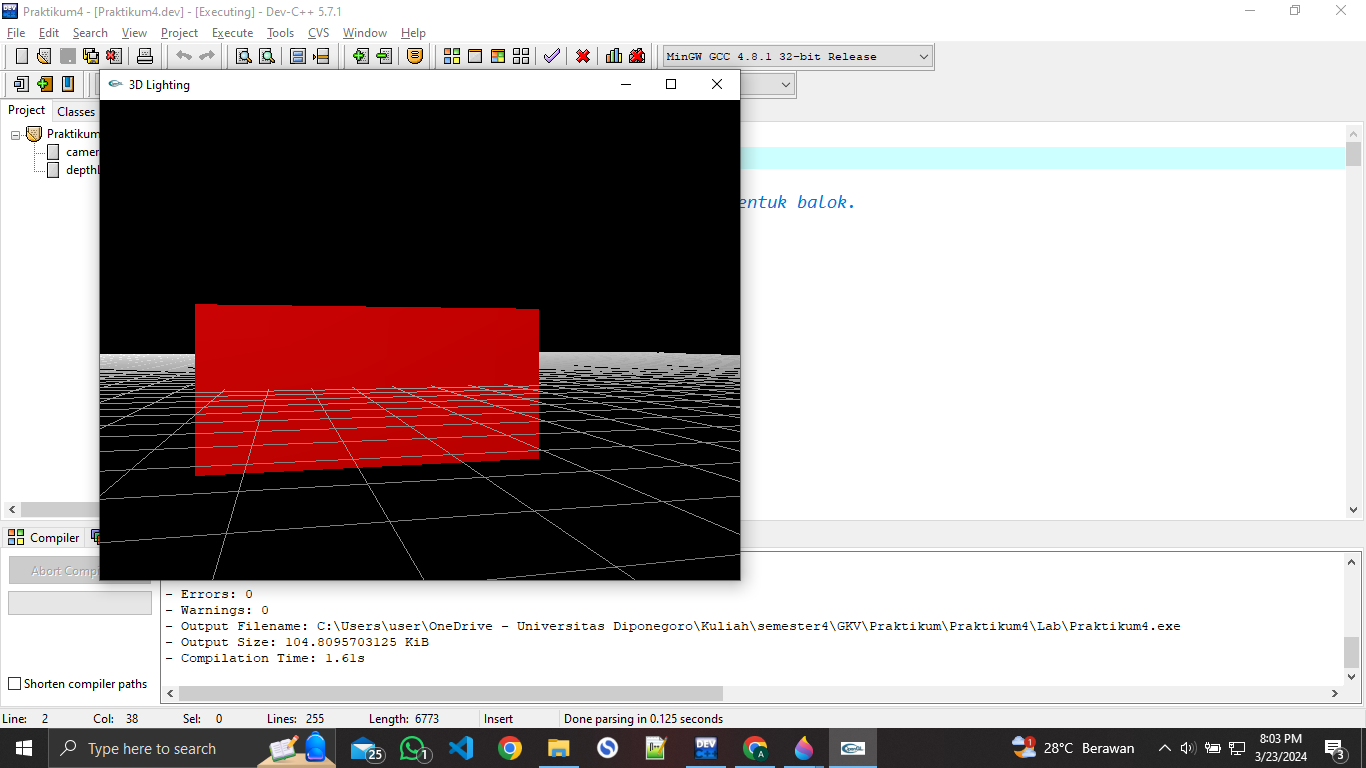 Praktikum4 - [Praktikum4.dev] - [Executing] - Dev-C++ 5.7.1
File Edit Search View Project Execute Tools CVS Window Help
MinGW GCC 4.8.1 32-bit Release
3D Lighting
Project Classes
Praktikum
camer
depthl
entuk balok.
Compiler
Abort Comp
- Errors: 0
- Warnings: 0
- Output Filename: C:\Users\user\OneDrive - Universitas Diponegoro\Kuliah\semester4\GKV\Praktikum\Praktikum4\Lab\Praktikum4.exe
- Output Size: 104.8095703125 KiB
- Compilation Time: 1.61s
Shorten compiler paths
Line: 2 Col: 38 Sel: 0 Lines: 255 Length: 6773 Insert Done parsing in 0.125 seconds
Type here to search 25 1 DEV A 1 28°C Berawan 8:03 PM 3
3/23/2024